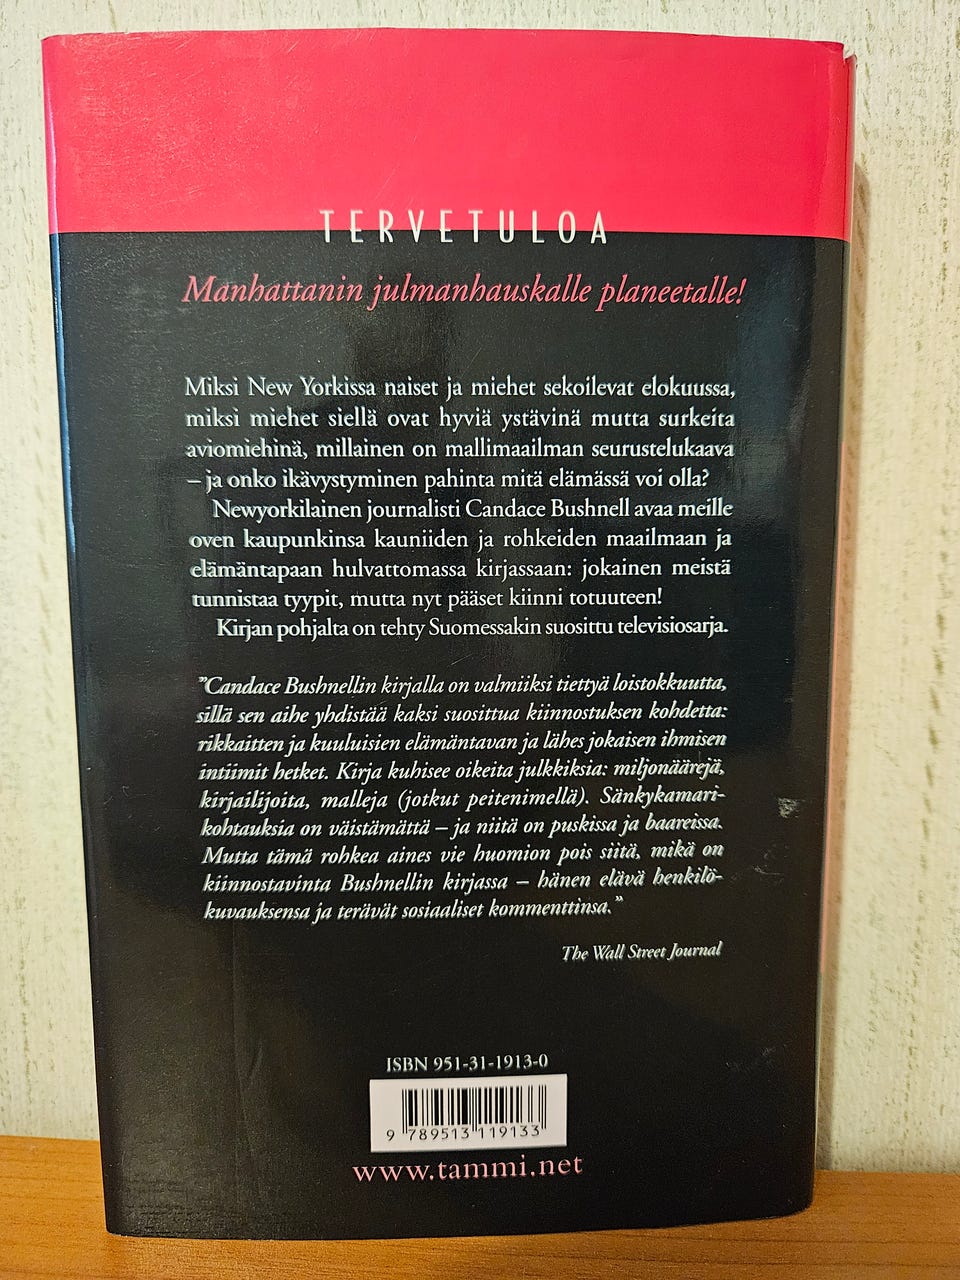 TERVETULOA
Manhattanin julmanhauskalle planeetalle!
Miksi New Yorkissa naiset ja miehet sekoilevat elokuussa,
miksi miehet siellä ovat hyviä ystävinä mutta surkeita
aviomiehinä, millainen on mallimaailman seurustelukaava
– ja onko ikävystyminen pahinta mitä elämässä voi olla?
Newyorkilainen journalisti Candace Bushnell avaa meille
oven kaupunkinsa kauniiden ja rohkeiden maailmaan ja
elämäntapaan hulvattomassa kirjassaan: jokainen meistä
tunnistaa tyypit, mutta nyt pääset kiinni totuuteen!
Kirjan pohjalta on tehty Suomessakin suosittu televisiosarja.
”Candace Bushnellin kirjalla on valmiiksi tiettyä loistokkuutta,
sillä sen aihe yhdistää kaksi suosittua kiinnostuksen kohdetta:
rikkaitten ja kuuluisien elämäntavan ja lähes jokaisen ihmisen
intiimit hetket. Kirja kuhisee oikeita julkkiksia: miljonäärejä,
kirjailijoita, malleja (jotkut peitenimellä). Sänkykamari-
kohtauksia on väistämättä – ja niitä on puskissa ja baareissa.
Mutta tämä rohkea aines vie huomion pois siitä, mikä on
kiinnostavinta Bushnellin kirjassa – hänen elävä henkilö-
kuvauksensa ja terävät sosiaaliset kommenttinsa.”
The Wall Street Journal
ISBN 951-31-1913-0
9 789513 119133
www.tammi.net